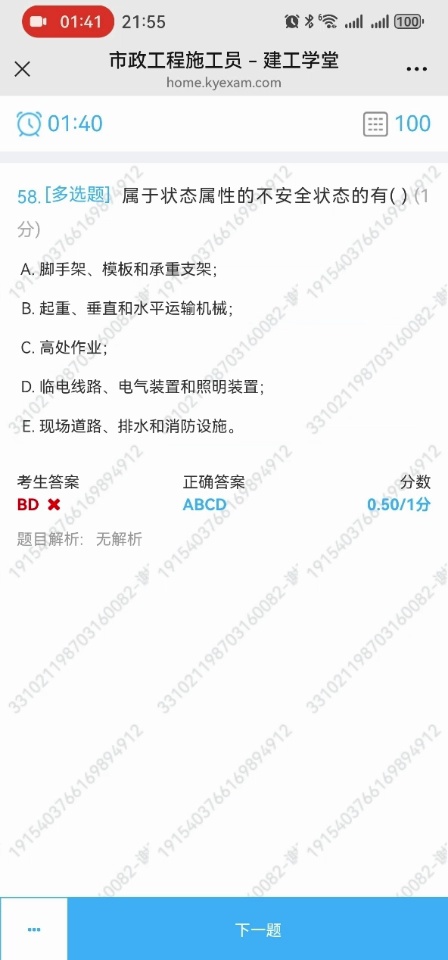 01:41 21:55 100
市政工程施工员 – 建工学堂
home.kyexam.com
01:40 100
58.[多选题] 属于状态属性的不安全状态的有( ) (1
分)
A. 脚手架、模板和承重支架;
B. 起重、垂直和水平运输机械;
C. 高处作业;
D. 临电线路、电气装置和照明装置;
E. 现场道路、排水和消防设施。
考生答案 正确答案 分数
BD ABCD 0.50/1分
题目解析: 无解析
下一题